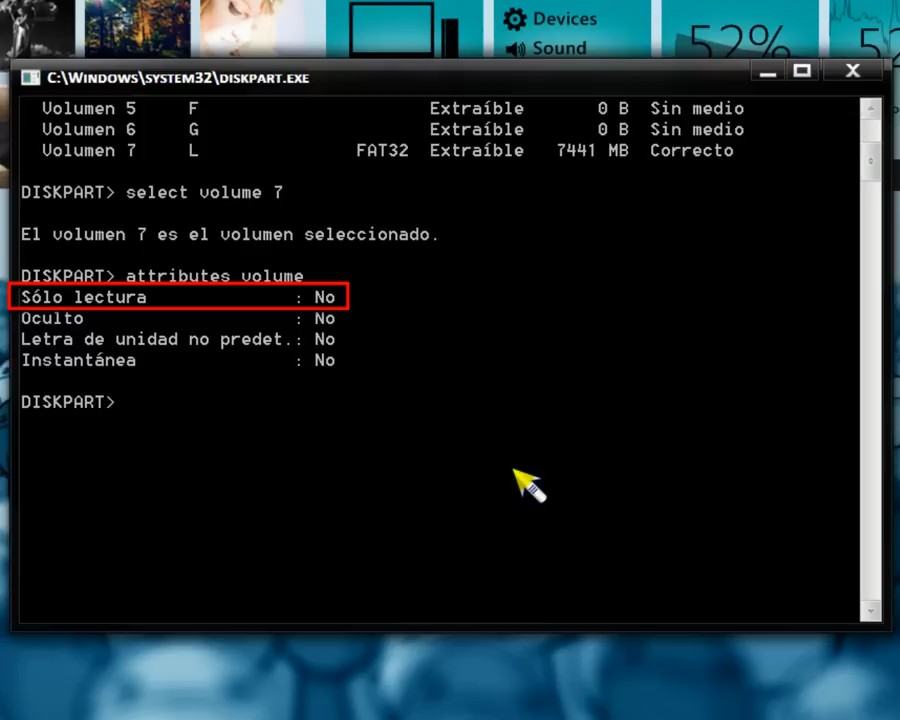 Devices
Sound
52%
C:\WINDOWS\SYSTEM32\DISKPART.EXE
Volumen 5 F Extraíble 0 B Sin medio
Volumen 6 G Extraíble 0 B Sin medio
Volumen 7 L FAT32 Extraíble 7441 MB Correcto
DISKPART> select volume 7
El volumen 7 es el volumen seleccionado.
DISKPART> attributes volume
Sólo lectura : No
Oculto : No
Letra de unidad no predet.: No
Instantánea : No
DISKPART>